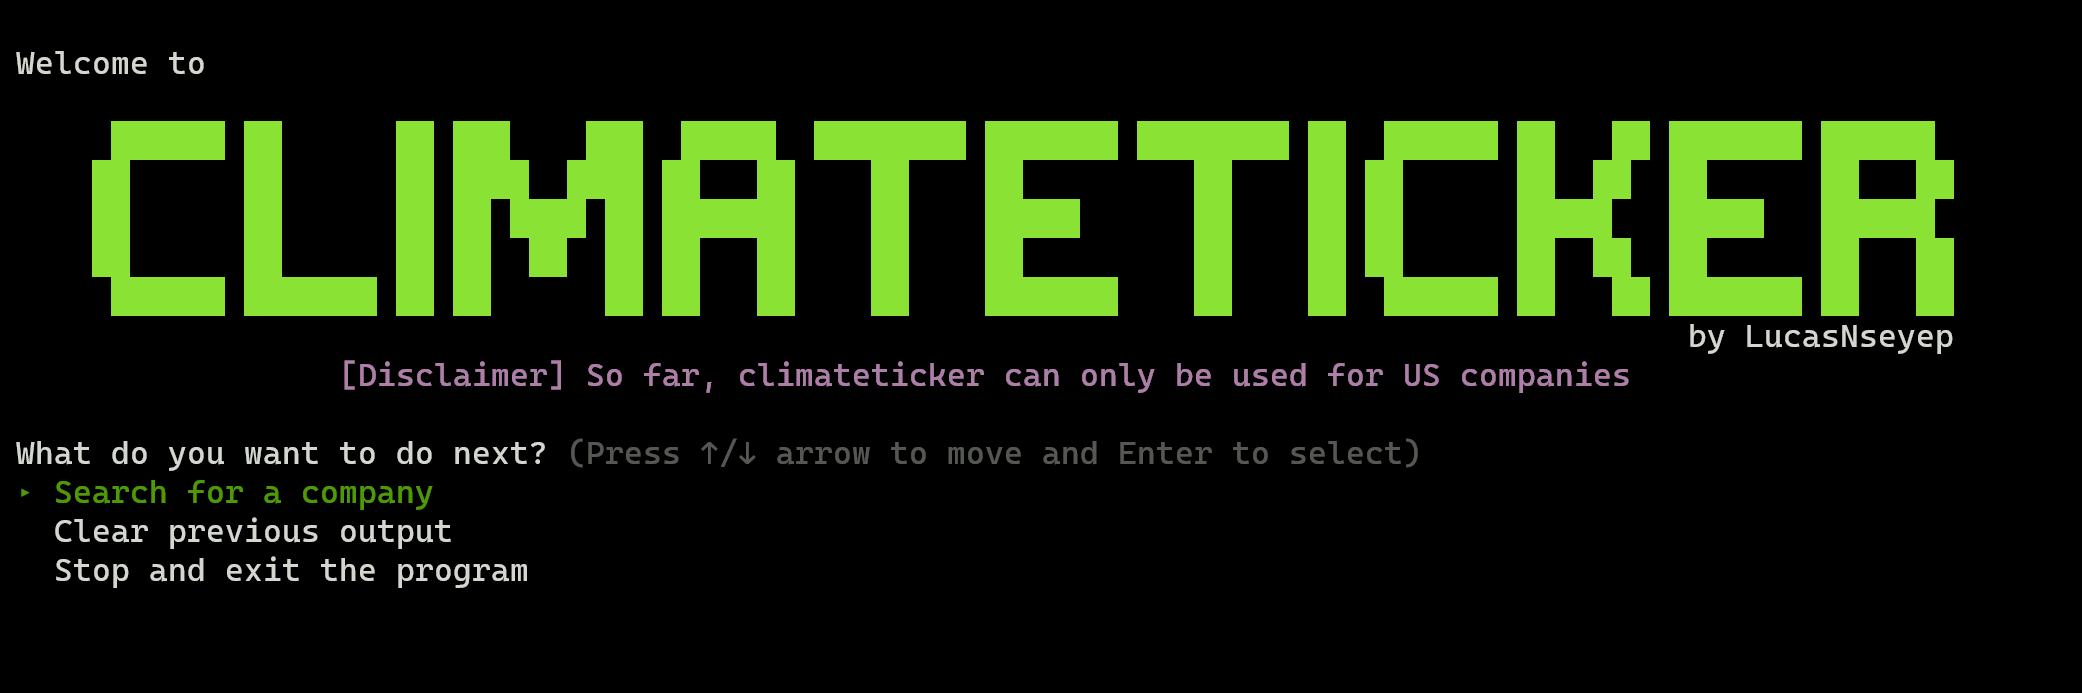 Welcome to
CLIMATETICKER
by LucasNseyep
[Disclaimer] So far, climateticker can only be used for US companies
What do you want to do next? (Press ↑/↓ arrow to move and Enter to select)
‣ Search for a company
Clear previous output
Stop and exit the program